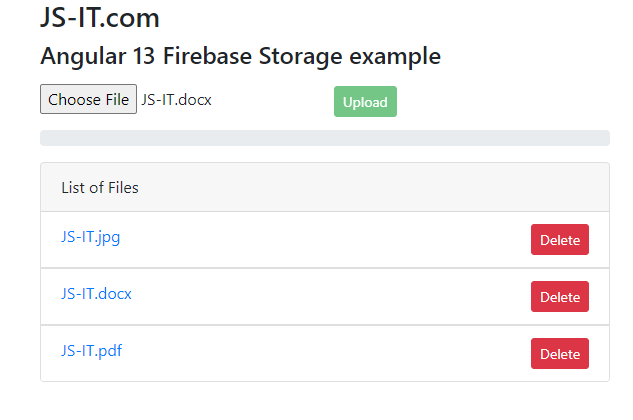 JS-IT.com
Angular 13 Firebase Storage example
Choose File JS-IT.docx Upload
List of Files
JS-IT.jpg Delete
JS-IT.docx Delete
JS-IT.pdf Delete